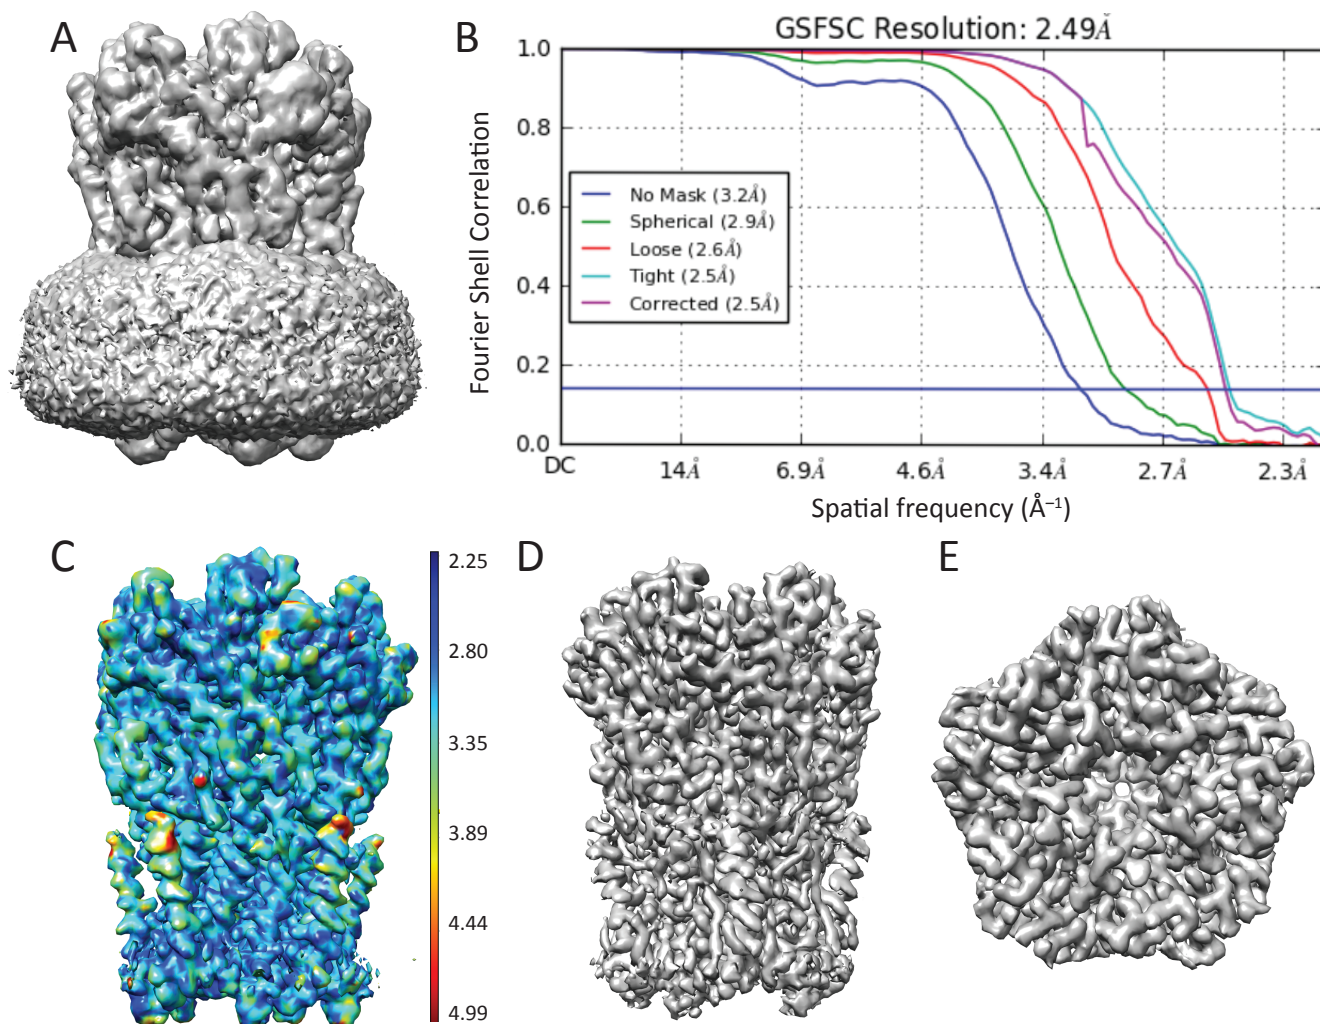 A
B
GSFSC Resolution: 2.49Å
Fourier Shell Correlation
1.0
0.8
0.6
0.4
0.2
0.0
No Mask (3.2Å)
Spherical (2.9Å)
Loose (2.6Å)
Tight (2.5Å)
Corrected (2.5Å)
DC 14Å 6.9Å 4.6Å 3.4Å 2.7Å 2.3Å
Spatial frequency (Å⁻¹)
C
2.25
2.80
3.35
3.89
4.44
4.99
D
E